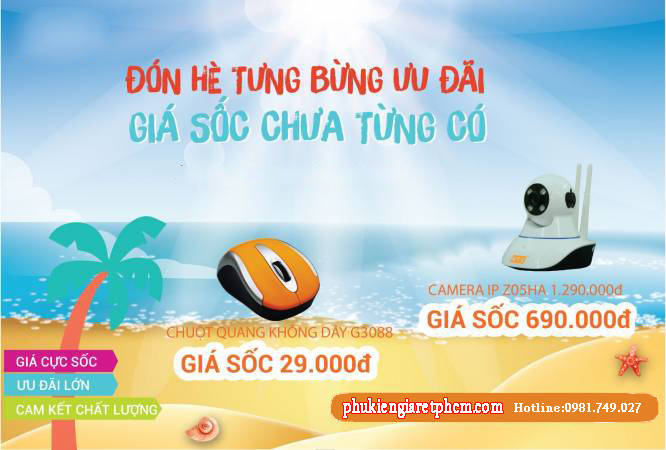 ĐÓN HÈ TƯNG BỪNG ƯU ĐÃI
GIÁ SỐC CHƯA TỪNG CÓ
CAMERA IP Z05HA 1.290.000đ
GIÁ SỐC 690.000đ
CHUỘT QUANG KHÔNG DÂY G3088
GIÁ SỐC 29.000đ
GIÁ CỰC SỐC
ƯU ĐÃI LỚN
CAM KẾT CHẤT LƯỢNG
phukiengiaretphcm.com Hotline:0981.749.027